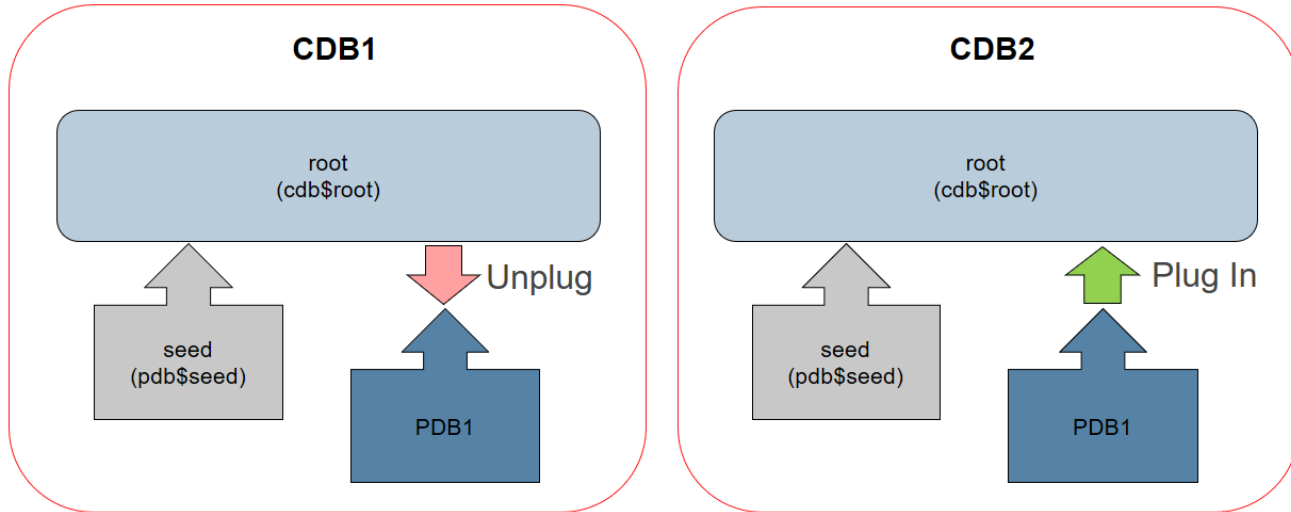 CDB1
root
(cdb$root)
Unplug
seed
(pdb$seed)
PDB1
CDB2
root
(cdb$root)
Plug In
seed
(pdb$seed)
PDB1